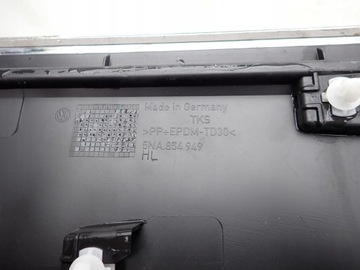 Made in Germany
TKS
>PP+EPDM-TD30<
5NA.854.949
HL